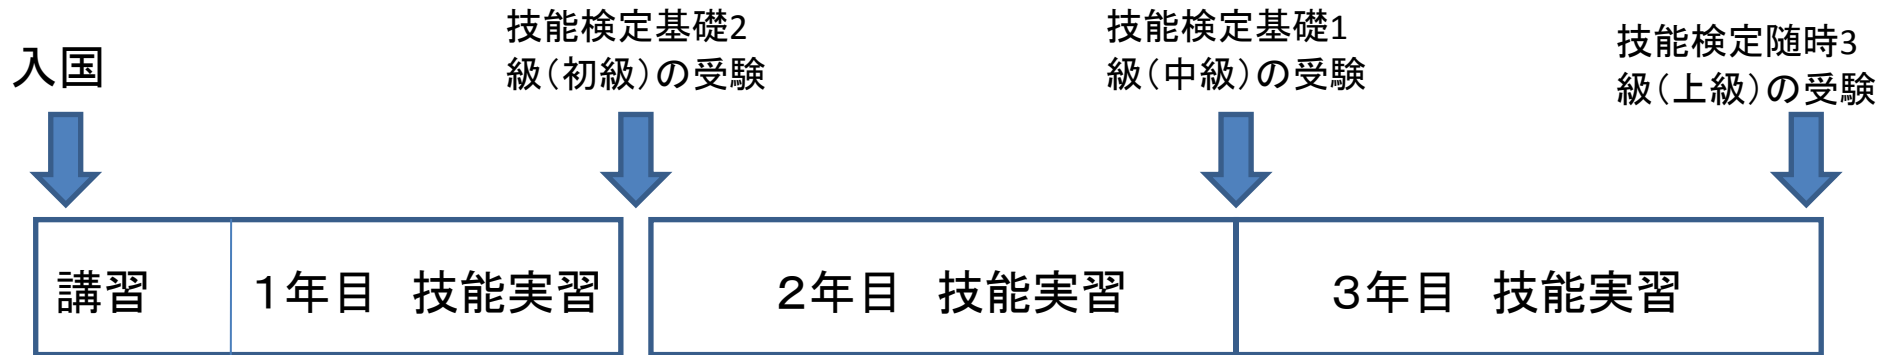 入国
技能検定基礎2
級（初級）の受験
技能検定基礎1
級（中級）の受験
技能検定随時3
級（上級）の受験
講習
１年目　技能実習
２年目　技能実習
３年目　技能実習